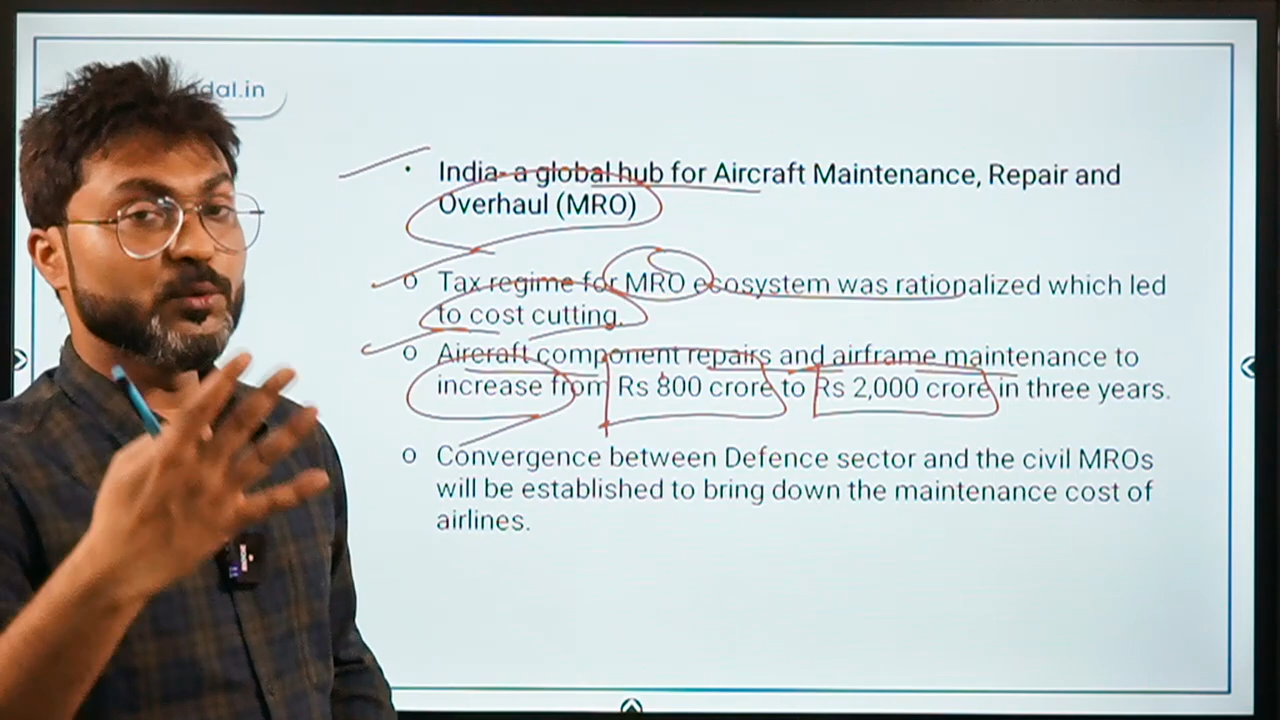 dal.in
· India- a global hub for Aircraft Maintenance, Repair and
Overhaul (MRO)
o Tax regime for MRO ecosystem was rationalized which led
to cost cutting.
o Aircraft component repairs and airframe maintenance to
increase from Rs 800 crore to Rs 2,000 crore in three years.
o Convergence between Defence sector and the civil MROs
will be established to bring down the maintenance cost of
airlines.